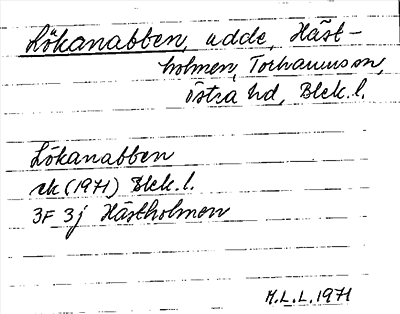 Lökanabben, udde, Häst-
holmen, Torhamns sn,
Östra hd, Blek. l.
Lökanabben
ek (1971) Blek. l.
3F 3j Hästholmen
M.L.L. 1971